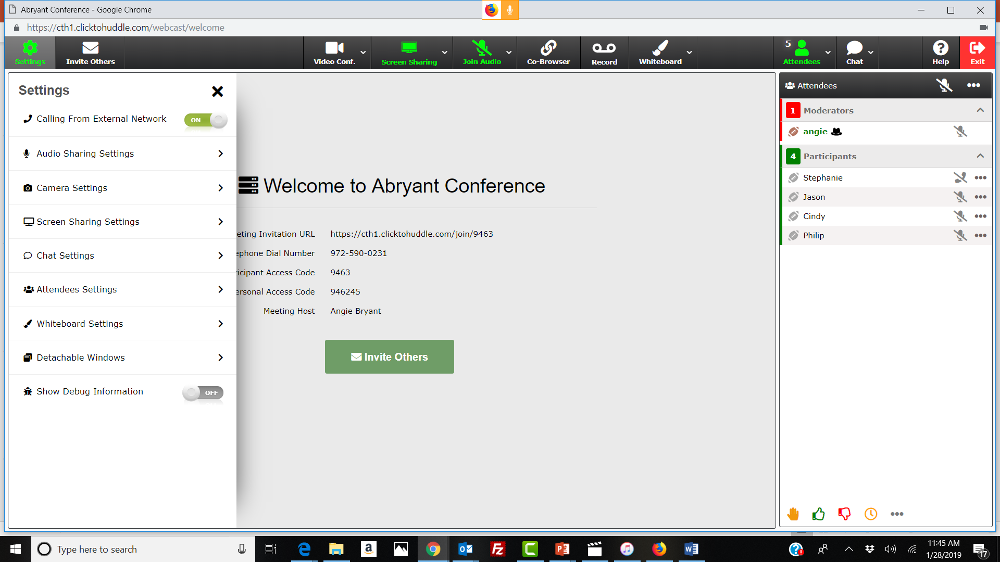 Abryant Conference - Google Chrome
https://cth1.clicktohuddle.com/webcast/welcome
Settings
Invite Others
Video Conf.
Screen Sharing
Join Audio
Co-Browser
Record
Whiteboard
5
Attendees
Chat
Help
Exit
Settings
Calling From External Network ON
Audio Sharing Settings
Camera Settings
Screen Sharing Settings
Chat Settings
Attendees Settings
Whiteboard Settings
Detachable Windows
Show Debug Information OFF
Welcome to Abryant Conference
eting Invitation URL https://cth1.clicktohuddle.com/join/9463
ephone Dial Number 972-590-0231
icipant Access Code 9463
ersonal Access Code 946245
Meeting Host Angie Bryant
Invite Others
Attendees
1 Moderators
angie
4 Participants
Stephanie
Jason
Cindy
Philip
Type here to search
11:45 AM
1/28/2019
17